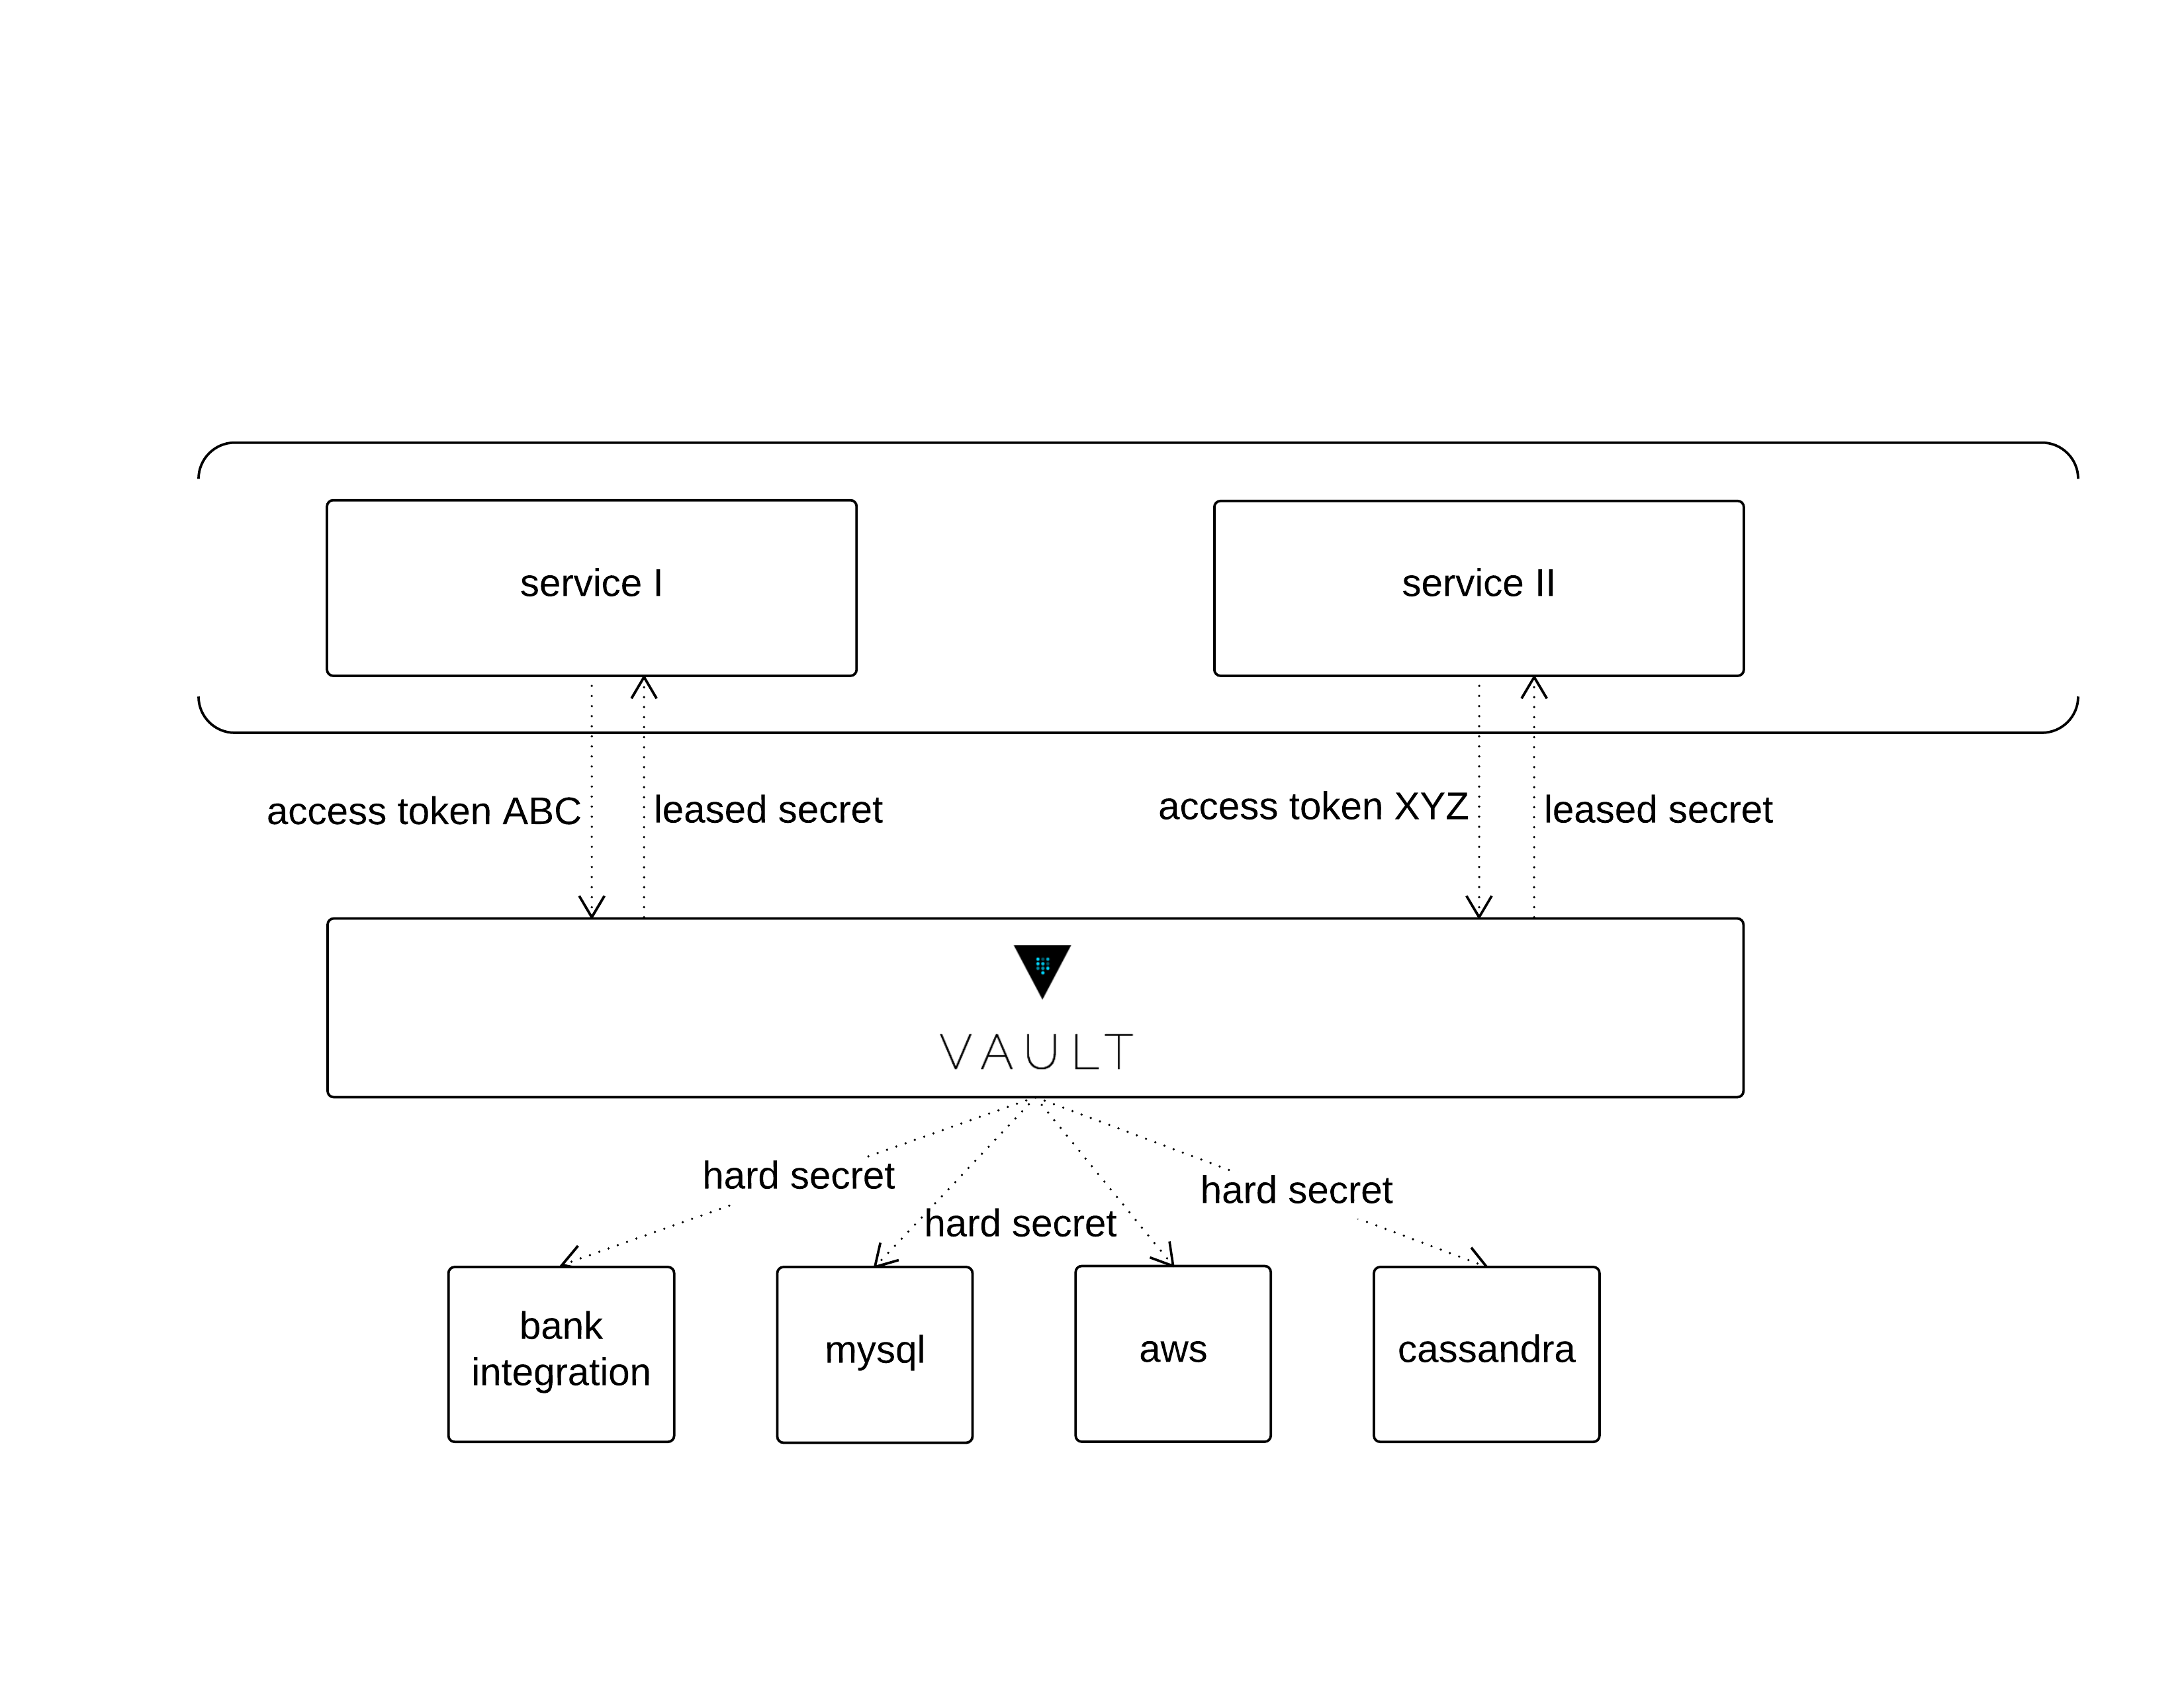 service I
service II
access token ABC
leased secret
access token XYZ
leased secret
VAULT
hard secret
hard secret
hard secret
bank
integration
mysql
aws
cassandra